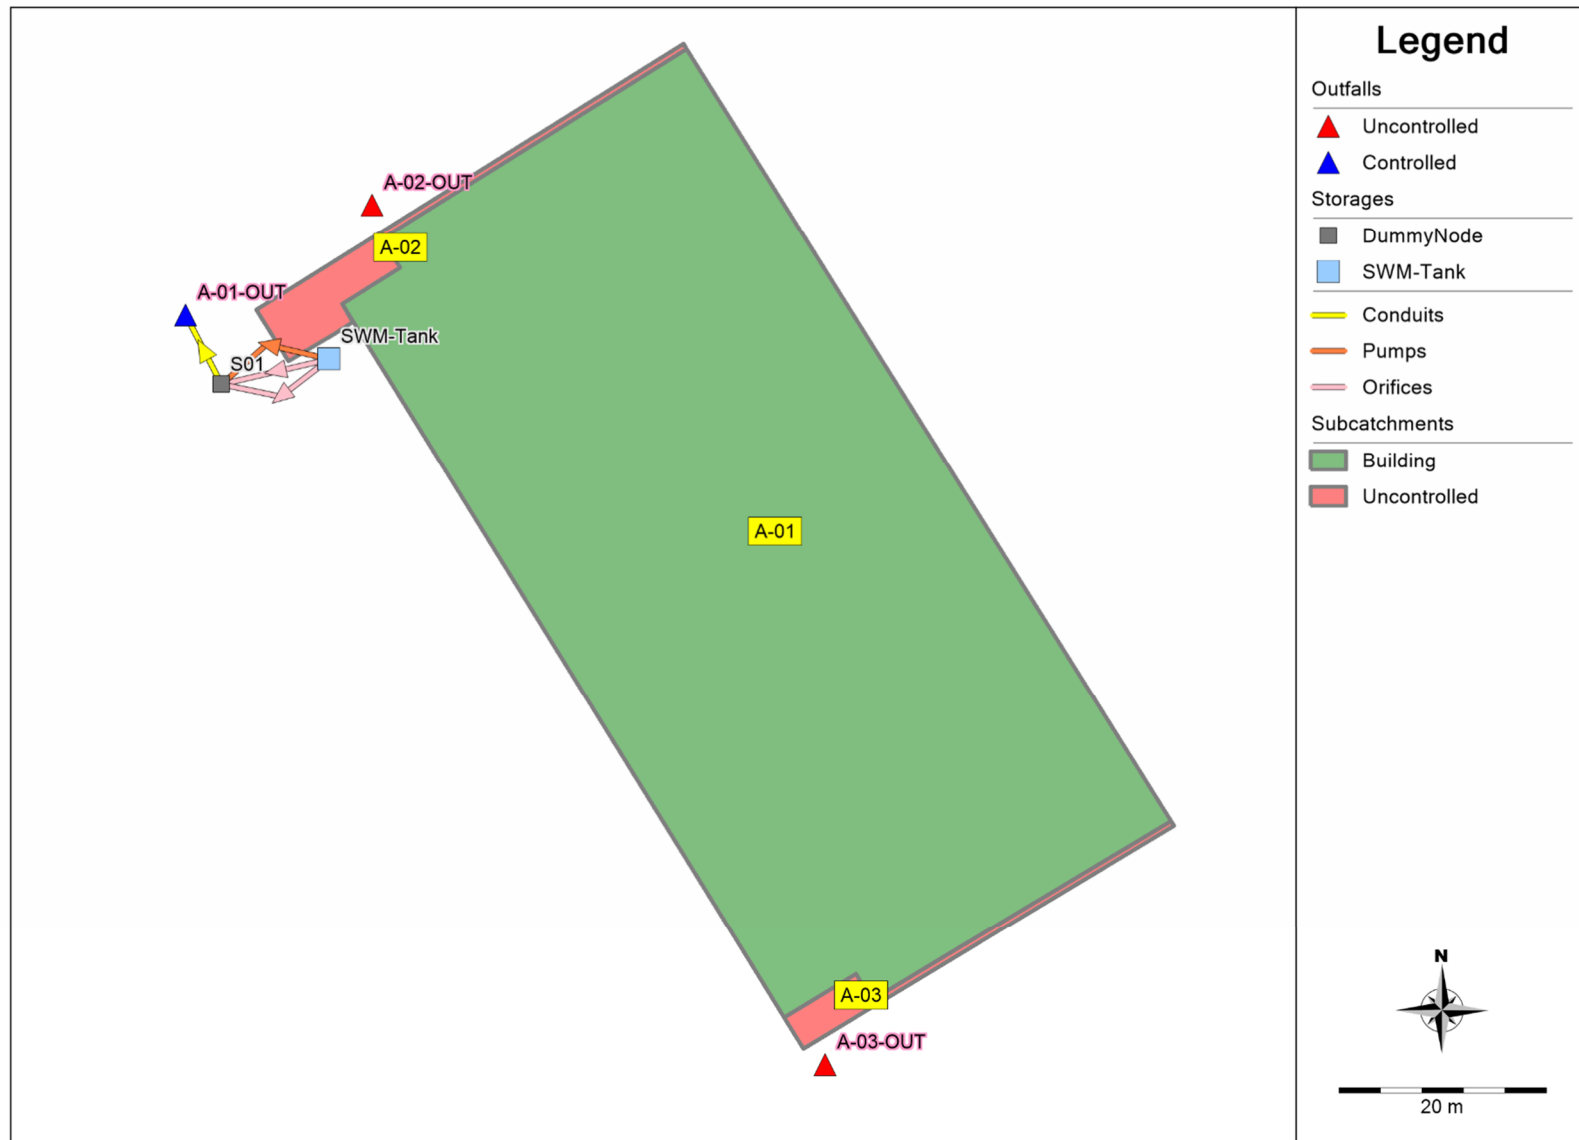 A-02-OUT
A-02
A-01-OUT
SWM-Tank
S01
A-01
A-03
A-03-OUT
Legend
Outfalls
Uncontrolled
Controlled
Storages
DummyNode
SWM-Tank
Conduits
Pumps
Orifices
Subcatchments
Building
Uncontrolled
N
20 m